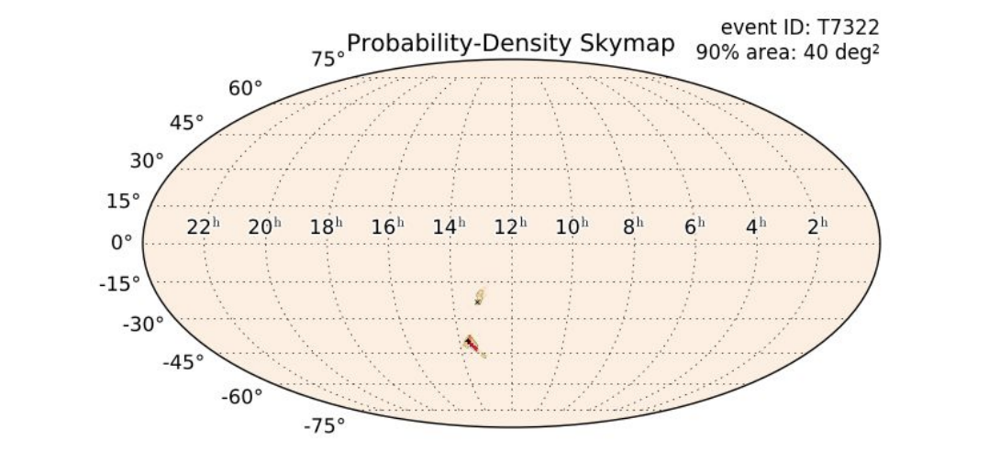 event ID: T7322
Probability-Density Skymap
90% area: 40 deg²
75°
60°
45°
30°
15°
22ʰ 20ʰ 18ʰ 16ʰ 14ʰ 12ʰ 10ʰ 8ʰ 6ʰ 4ʰ 2ʰ
0°
-15°
-30°
-45°
-60°
-75°